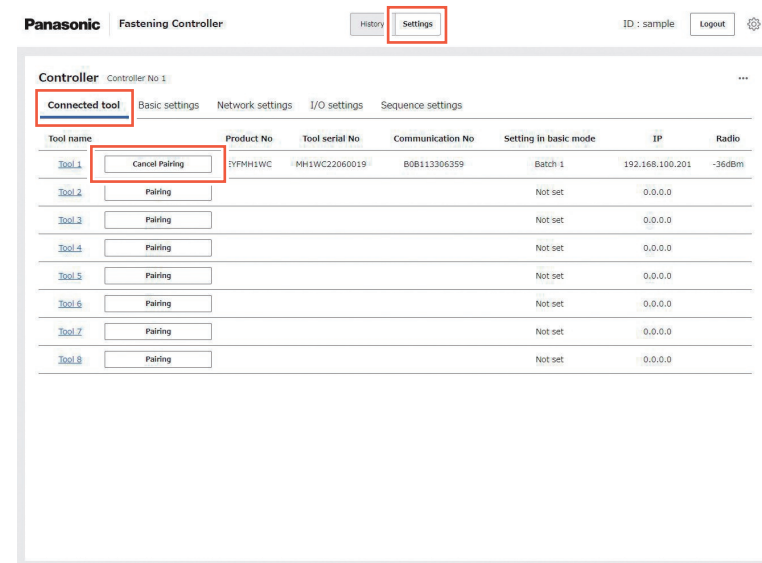 Panasonic Fastening Controller History Settings ID : sample Logout
Controller Controller No 1 ...
Connected tool Basic settings Network settings I/O settings Sequence settings
Tool name Product No Tool serial No Communication No Setting in basic mode IP Radio
Tool 1 Cancel Pairing EYFMH1WC MH1WC22060019 B0B113306359 Batch 1 192.168.100.201 -36dBm
Tool 2 Pairing Not set 0.0.0.0
Tool 3 Pairing Not set 0.0.0.0
Tool 4 Pairing Not set 0.0.0.0
Tool 5 Pairing Not set 0.0.0.0
Tool 6 Pairing Not set 0.0.0.0
Tool 7 Pairing Not set 0.0.0.0
Tool 8 Pairing Not set 0.0.0.0